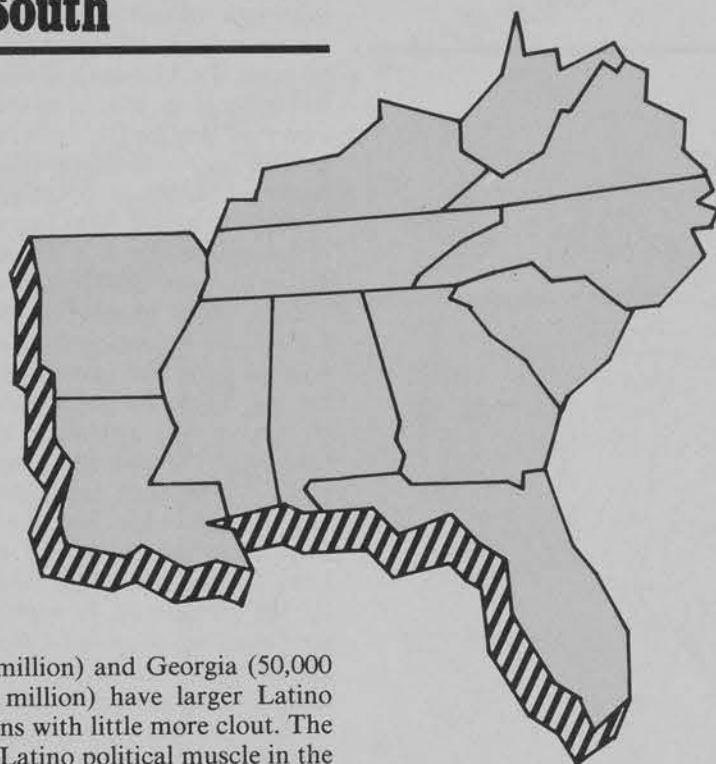 South
million) and Georgia (50,000
million) have larger Latino
ns with little more clout. The
Latino political muscle in the